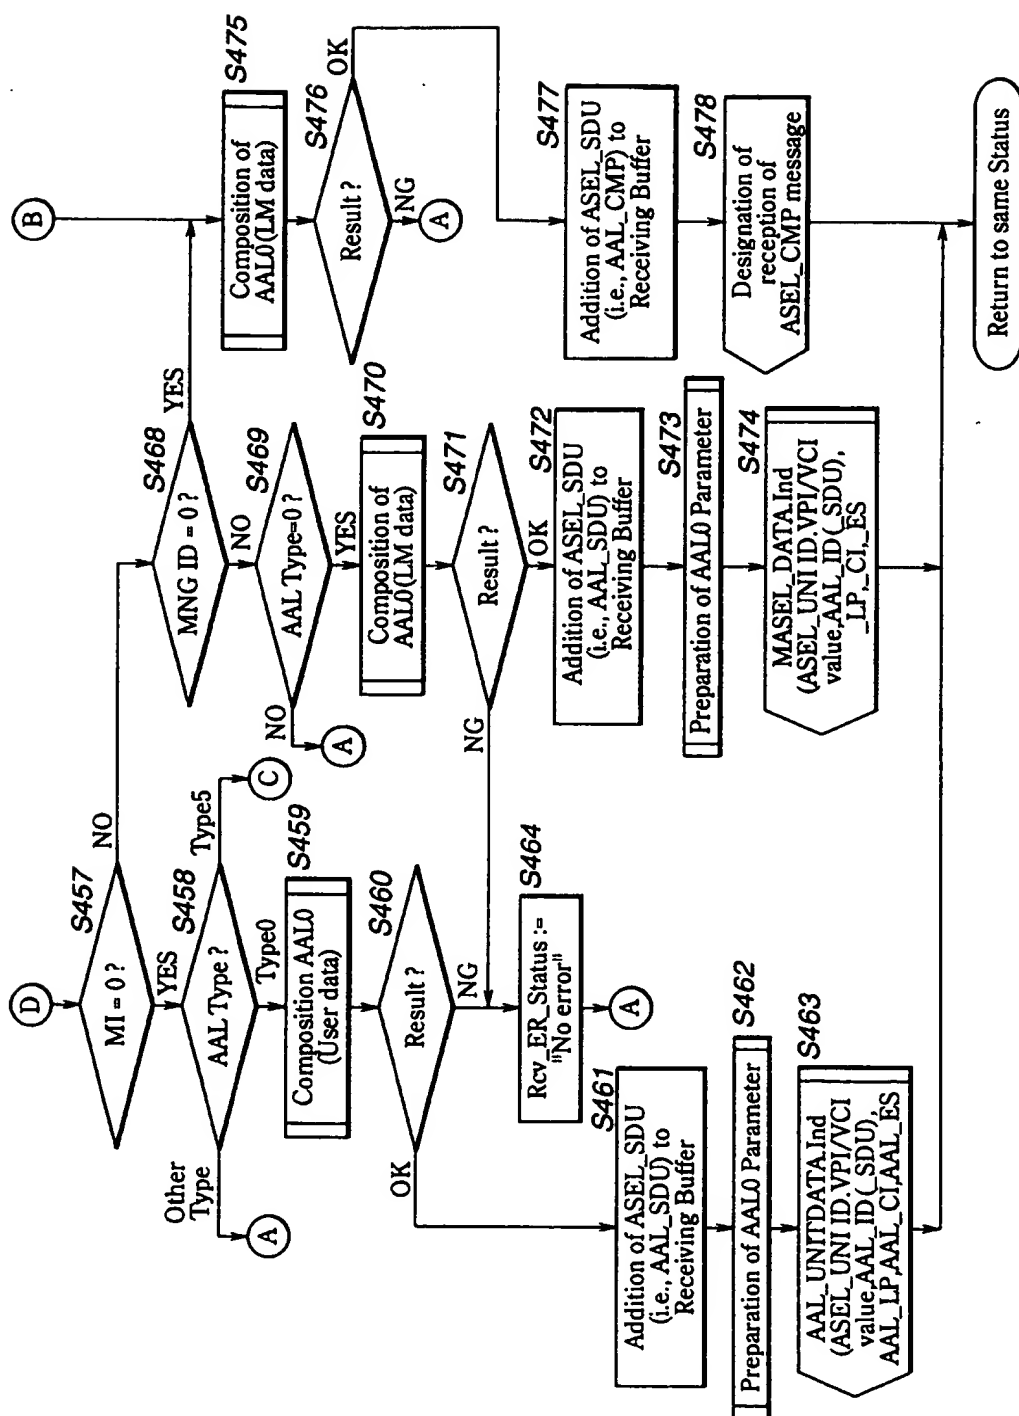 D
S457
MI = 0 ?
NO
YES
S458
AAL Type ?
Type5
C
Other
Type
A
Type0
S459
Composition AAL0
(User data)
S460
Result ?
OK
NG
S464
Rcv_ER_Status :=
"No error"
A
S461
Addition of ASEL_SDU
(i.e., AAL_SDU) to
Receiving Buffer
S462
Preparation of AAL0 Parameter
S463
AAL_UNITDATA.Ind
(ASEL_UNI ID.VPI/VCI
value,AAL_ID(_SDU),
AAL_LP,AAL_CI,AAL_ES
S468
MNG ID = 0 ?
YES
NO
S469
AAL Type=0 ?
NO
A
YES
S470
Composition of
AAL0(LM data)
S471
Result ?
NG
OK
S472
Addition of ASEL_SDU
(i.e., AAL_SDU) to
Receiving Buffer
S473
Preparation of AAL0 Parameter
S474
MASEL_DATA.Ind
(ASEL_UNI ID.VPI/VCI
value,AAL_ID(_SDU),
_LP,_CI,_ES
B
S475
Composition of
AAL0(LM data)
S476
Result ?
OK
NG
A
S477
Addition of ASEL_SDU
(i.e., AAL_CMP) to
Receiving Buffer
S478
Designation of
reception of
ASEL_CMP message
Return to same Status